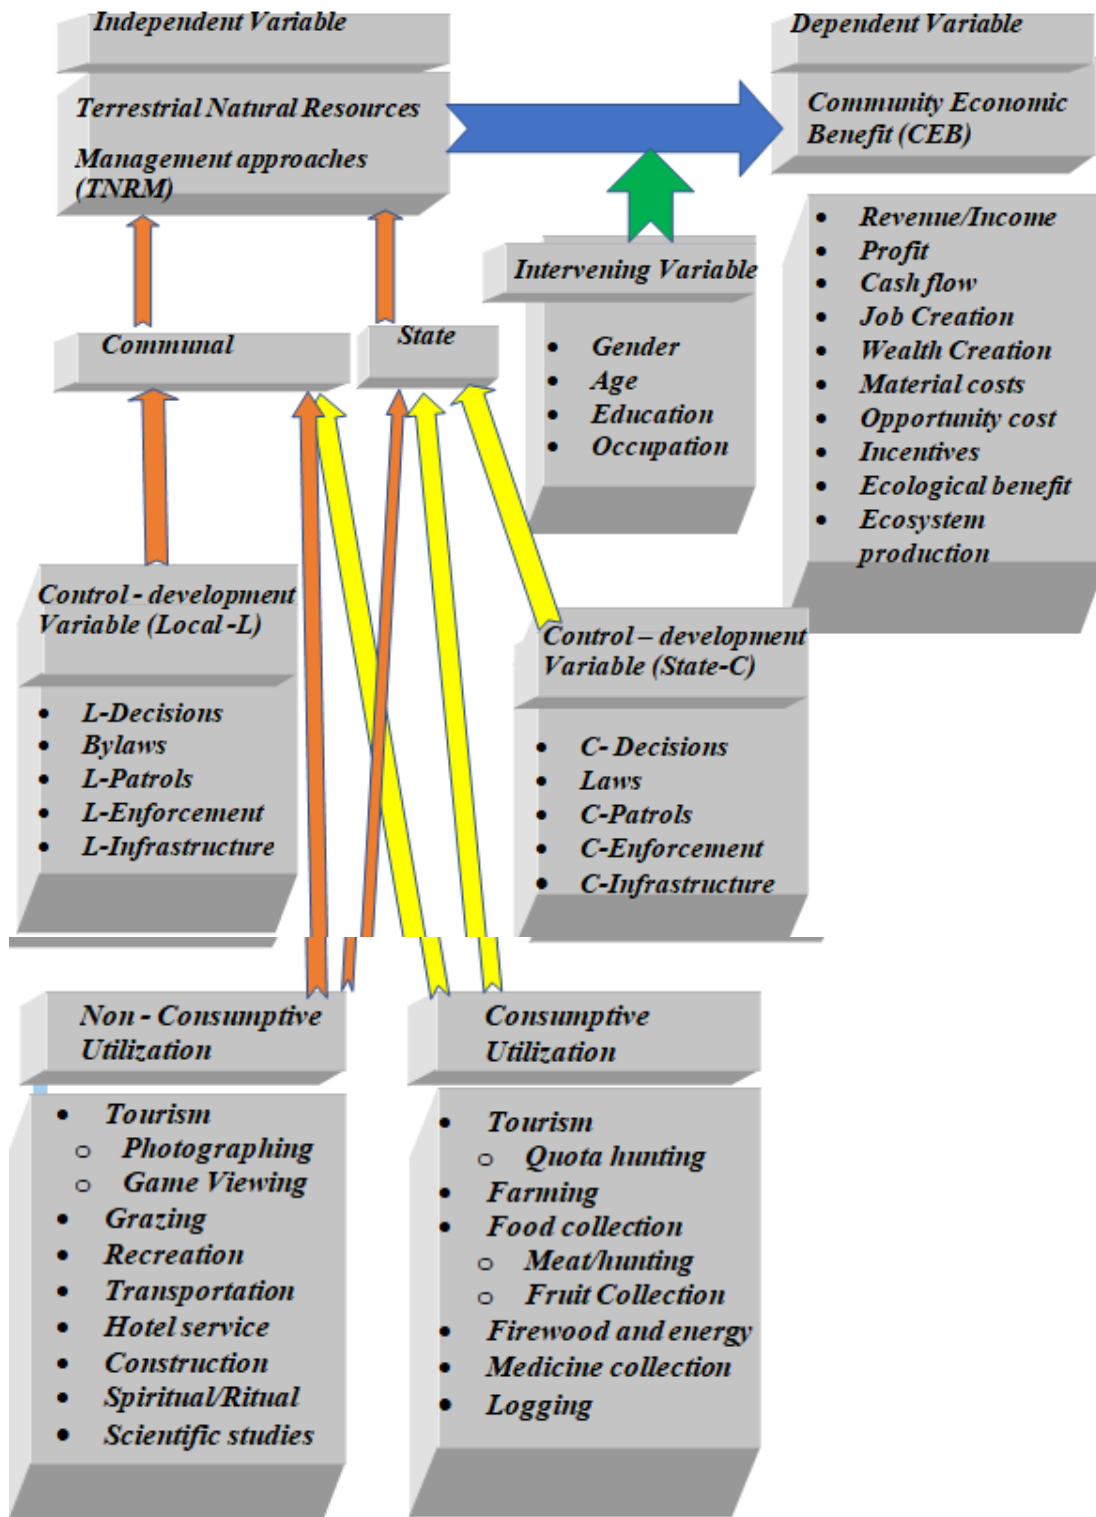 Independent Variable
Terrestrial Natural Resources
Management approaches
(TNRM)
Dependent Variable
Community Economic
Benefit (CEB)
• Revenue/Income
• Profit
• Cash flow
• Job Creation
• Wealth Creation
• Material costs
• Opportunity cost
• Incentives
• Ecological benefit
• Ecosystem
production
Intervening Variable
• Gender
• Age
• Education
• Occupation
Communal
State
Control - development
Variable (Local -L)
• L-Decisions
• Bylaws
• L-Patrols
• L-Enforcement
• L-Infrastructure
Control – development
Variable (State-C)
• C- Decisions
• Laws
• C-Patrols
• C-Enforcement
• C-Infrastructure
Non - Consumptive
Utilization
• Tourism
o Photographing
o Game Viewing
• Grazing
• Recreation
• Transportation
• Hotel service
• Construction
• Spiritual/Ritual
• Scientific studies
Consumptive
Utilization
• Tourism
o Quota hunting
• Farming
• Food collection
o Meat/hunting
o Fruit Collection
• Firewood and energy
• Medicine collection
• Logging